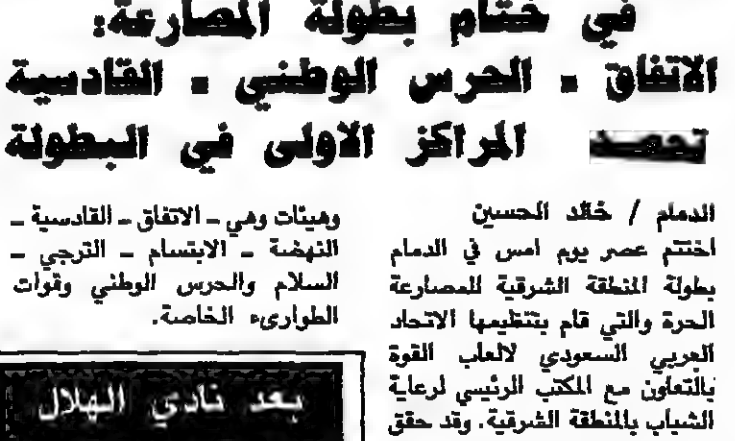 في ختام بطولة المصارعة:
الاتفاق - الحرس الوطني - القادسية
تحصد المراكز الاولى في البطولة
الدمام / خالد الحسين
اختتم عصر يوم امس في الدمام
بطولة المنطقة الشرقية للمصارعة
الحرة والتي قام بتنظيمها الاتحاد
العربي السعودي لالعاب القوة
بالتعاون مع المكتب الرئيسي لرعاية
الشباب بالمنطقة الشرقية. وقد حقق
وهيئات وهي - الاتفاق - القادسية -
النهضة - الابتسام - الترجي -
السلام والحرس الوطني وقوات
الطوارىء الخاصة.
بعد نادي الهلال